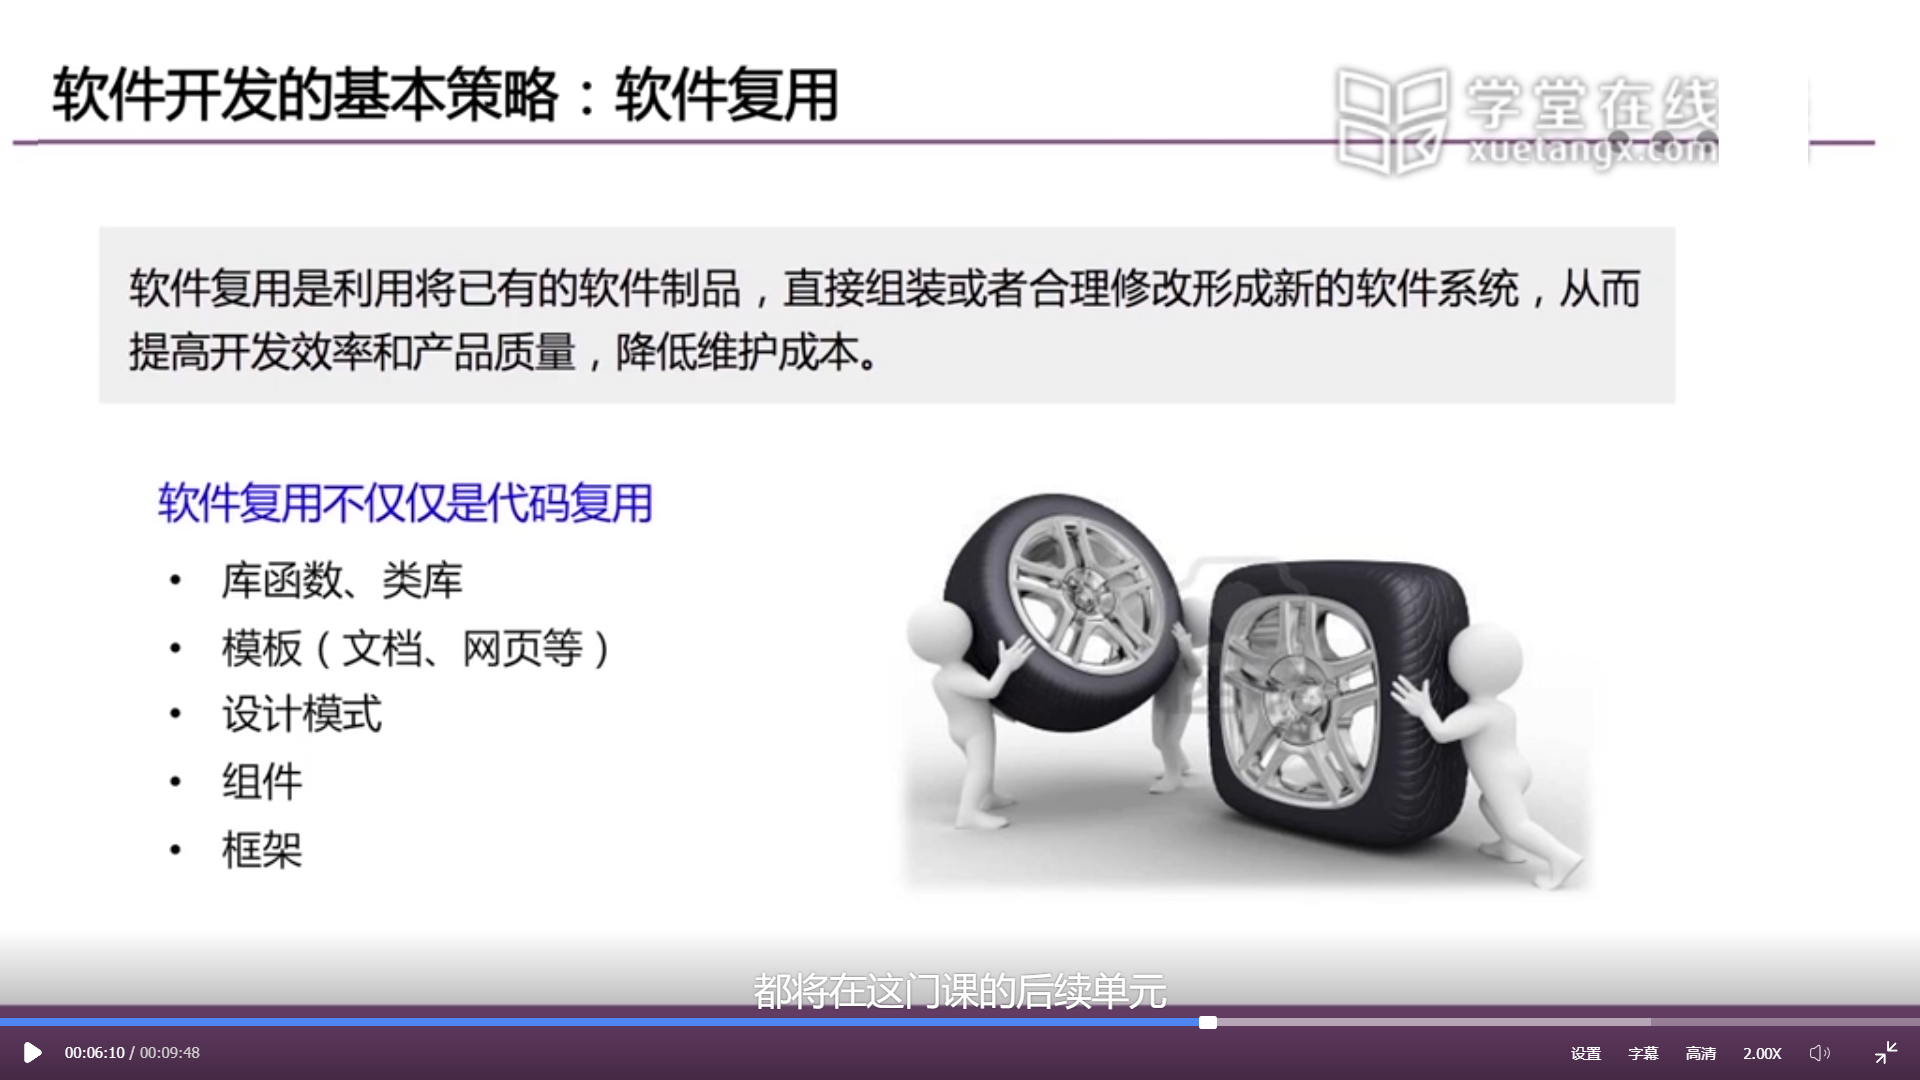 软件开发的基本策略：软件复用
学堂在线
xuetangx.com
软件复用是利用将已有的软件制品，直接组装或者合理修改形成新的软件系统，从而
提高开发效率和产品质量，降低维护成本。
软件复用不仅仅是代码复用
• 库函数、类库
• 模板（文档、网页等）
• 设计模式
• 组件
• 框架
都将在这门课的后续单元
00:06:10 / 00:09:48 设置 字幕 高清 2.00X